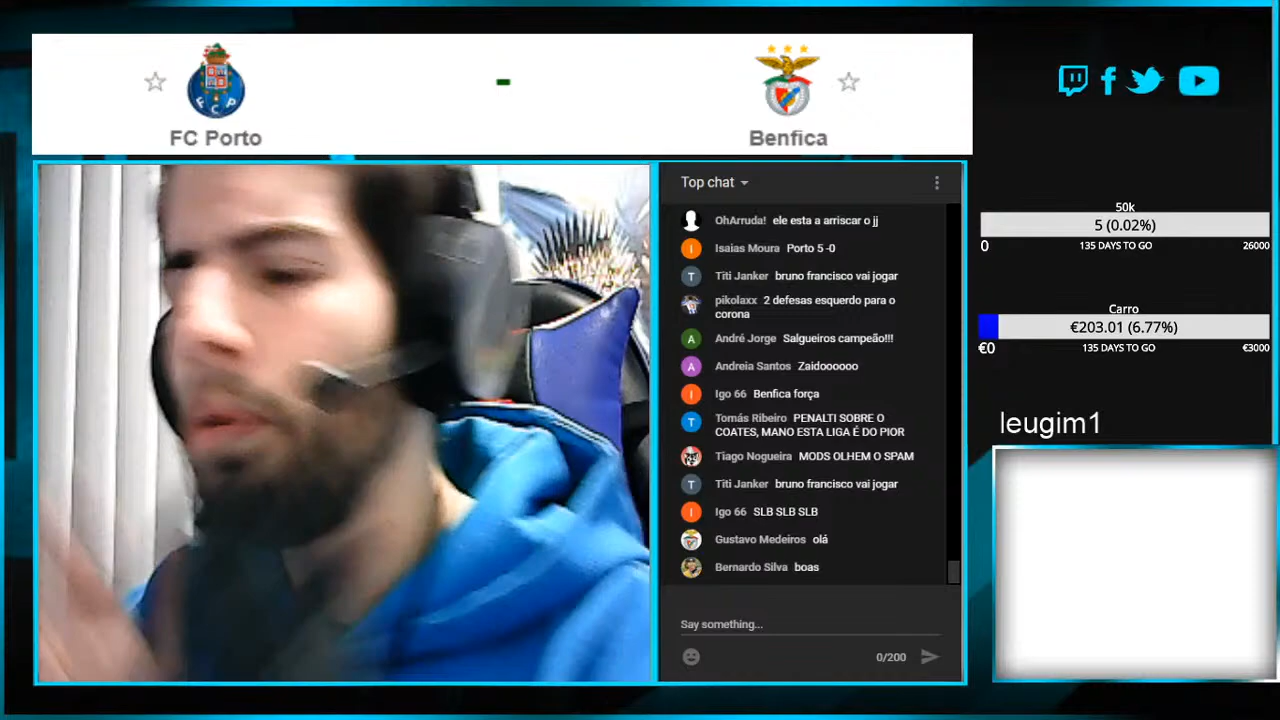 FC Porto
-
Benfica
Top chat
OhArruda! ele esta a arriscar o jj
Isaias Moura Porto 5 -0
Titi Janker bruno francisco vai jogar
pikolaxx 2 defesas esquerdo para o
corona
André Jorge Salgueiros campeão!!!
Andreia Santos Zaidoooooo
Igo 66 Benfica força
Tomás Ribeiro PENALTI SOBRE O
COATES, MANO ESTA LIGA É DO PIOR
Tiago Nogueira MODS OLHEM O SPAM
Titi Janker bruno francisco vai jogar
Igo 66 SLB SLB SLB
Gustavo Medeiros olá
Bernardo Silva boas
Say something...
0/200
50k
5 (0.02%)
0 135 DAYS TO GO 26000
Carro
€203.01 (6.77%)
€0 135 DAYS TO GO €3000
leugim1